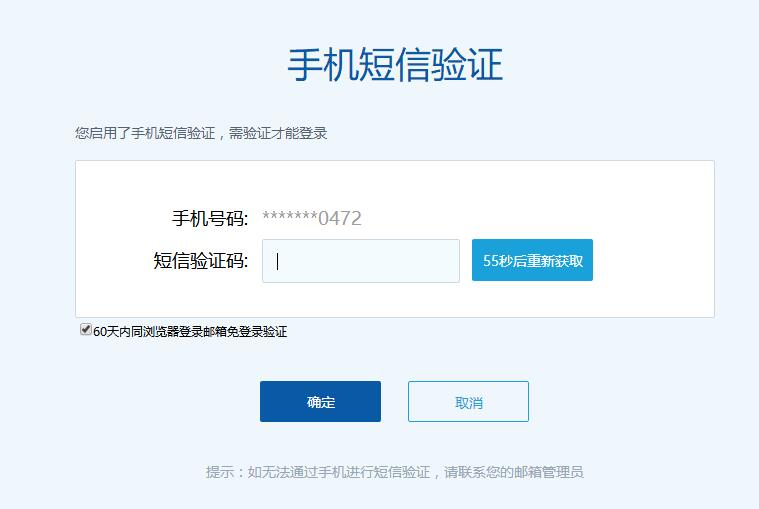 手机短信验证
您启用了手机短信验证，需验证才能登录
手机号码: *******0472
短信验证码: 55秒后重新获取
60天内同浏览器登录邮箱免登录验证
确定 取消
提示：如无法通过手机进行短信验证，请联系您的邮箱管理员